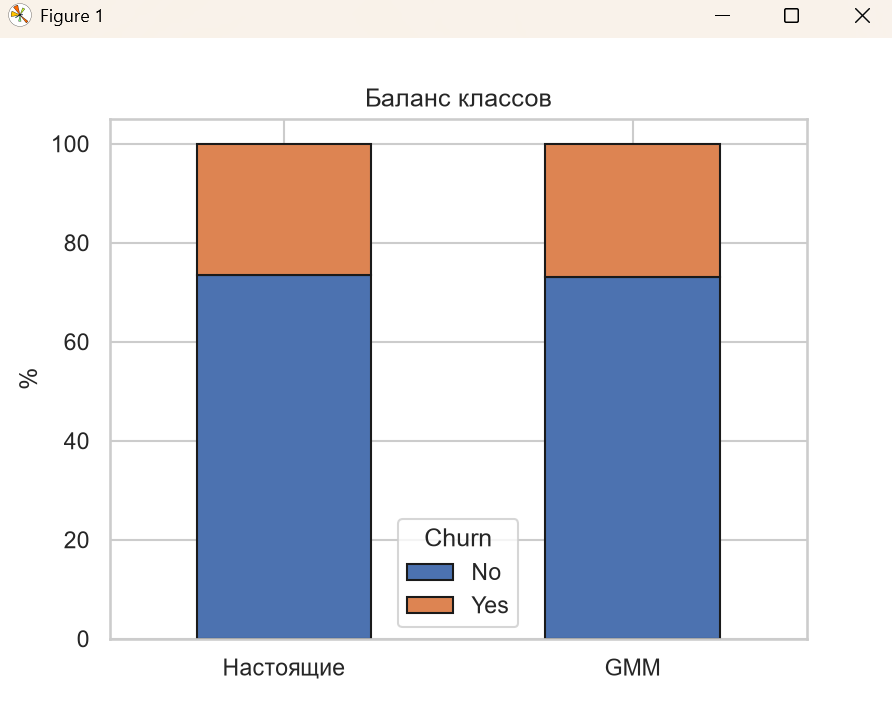 Figure 1
Баланс классов
100
80
60
40
20
0
%
Churn
No
Yes
Настоящие
GMM